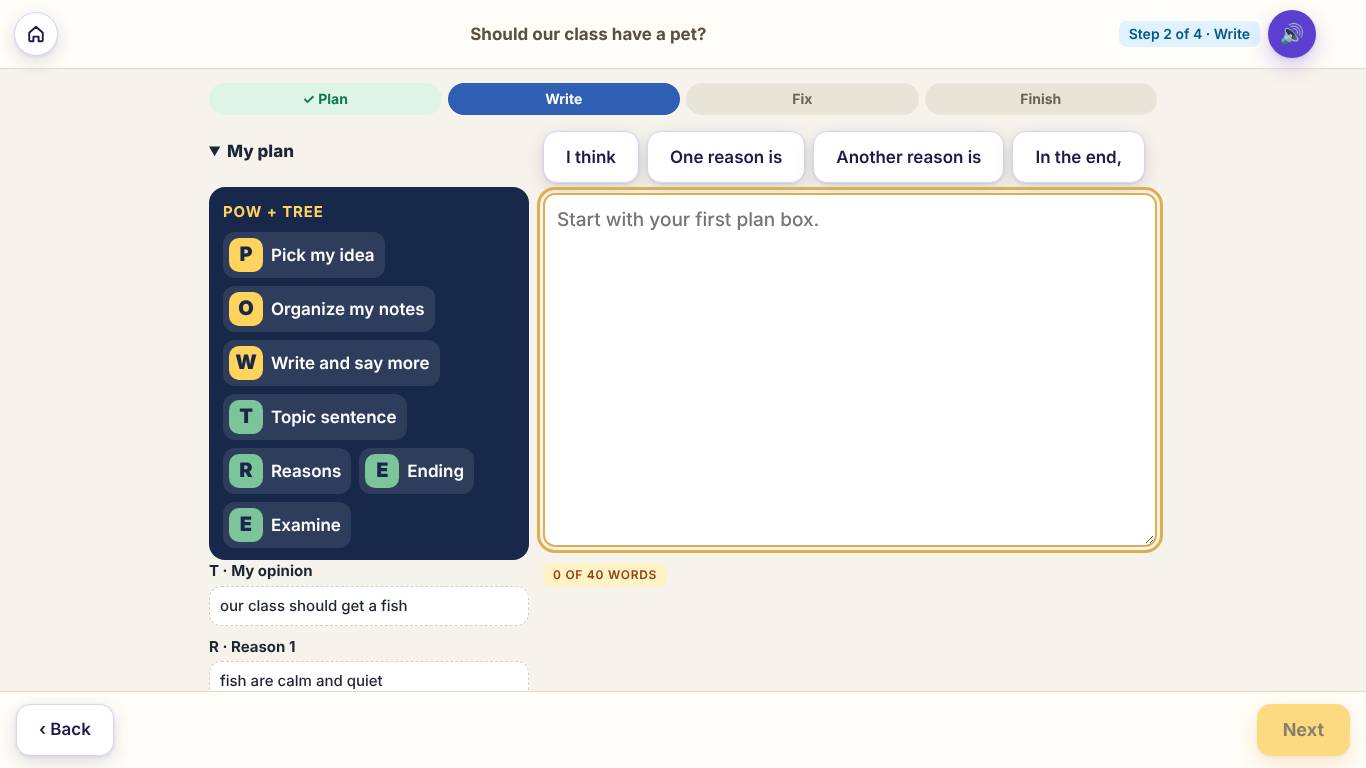 Should our class have a pet?
Step 2 of 4 · Write
✓ Plan
Write
Fix
Finish
▼ My plan
I think
One reason is
Another reason is
In the end,
POW + TREE
P Pick my idea
O Organize my notes
W Write and say more
T Topic sentence
R Reasons
E Ending
E Examine
Start with your first plan box.
0 OF 40 WORDS
T · My opinion
our class should get a fish
R · Reason 1
fish are calm and quiet
‹ Back
Next